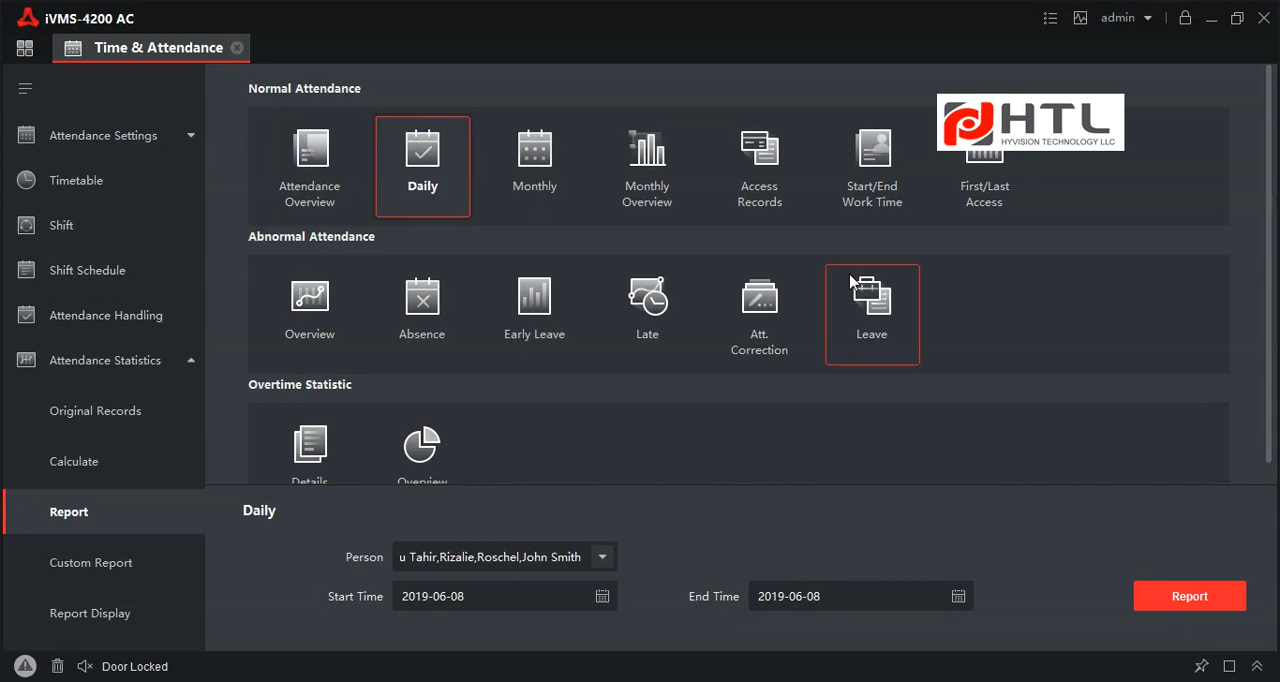 iVMS-4200 AC
admin
Time & Attendance
Attendance Settings
Timetable
Shift
Shift Schedule
Attendance Handling
Attendance Statistics
Original Records
Calculate
Report
Custom Report
Report Display
Normal Attendance
Attendance
Overview
Daily
Monthly
Monthly
Overview
Access
Records
Start/End
Work Time
First/Last
Access
HTL
HYVISION TECHNOLOGY LLC
Abnormal Attendance
Overview
Absence
Early Leave
Late
Att.
Correction
Leave
Overtime Statistic
Details
Overview
Daily
Person
u Tahir,Rizalie,Roschel,John Smith
Start Time
2019-06-08
End Time
2019-06-08
Report
Door Locked